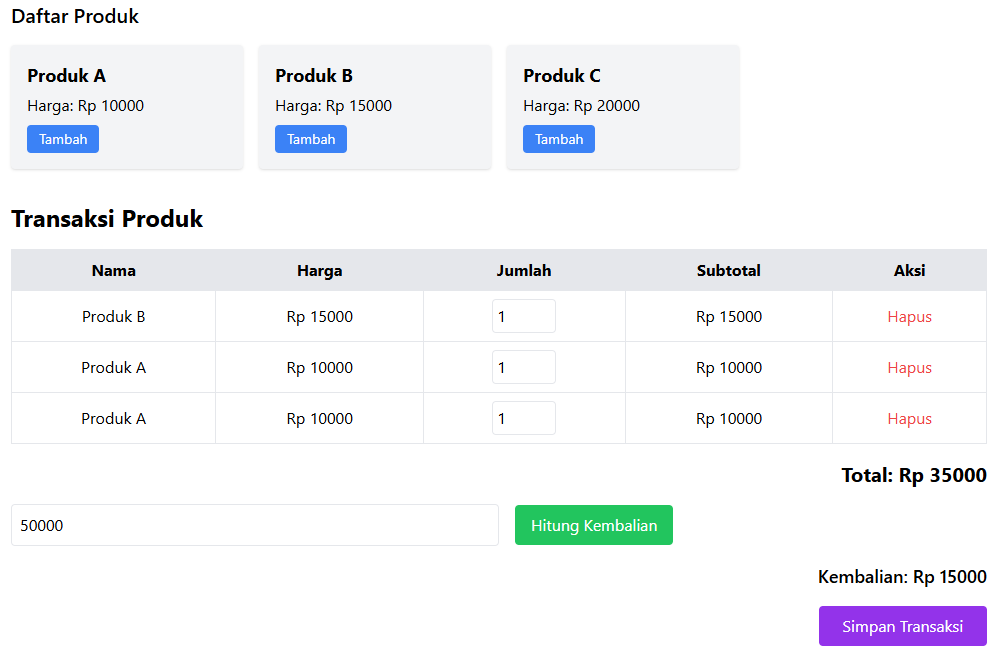 Daftar Produk
Produk A
Harga: Rp 10000
Tambah
Produk B
Harga: Rp 15000
Tambah
Produk C
Harga: Rp 20000
Tambah
Transaksi Produk
Nama Harga Jumlah Subtotal Aksi
Produk B Rp 15000 1 Rp 15000 Hapus
Produk A Rp 10000 1 Rp 10000 Hapus
Produk A Rp 10000 1 Rp 10000 Hapus
Total: Rp 35000
50000 Hitung Kembalian
Kembalian: Rp 15000
Simpan Transaksi